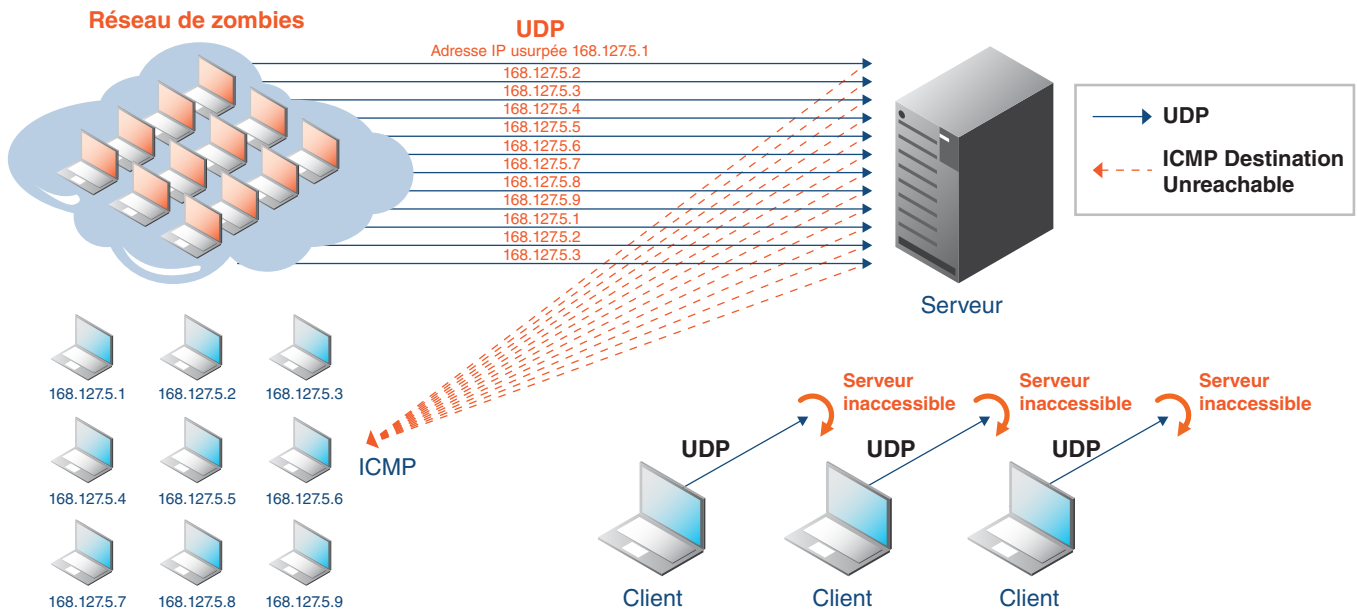 Réseau de zombies
UDP
Adresse IP usurpée 168.127.5.1
168.127.5.2
168.127.5.3
168.127.5.4
168.127.5.5
168.127.5.6
168.127.5.7
168.127.5.8
168.127.5.9
168.127.5.1
168.127.5.2
168.127.5.3
Serveur
UDP
ICMP Destination
Unreachable
168.127.5.1
168.127.5.2
168.127.5.3
168.127.5.4
168.127.5.5
168.127.5.6
168.127.5.7
168.127.5.8
168.127.5.9
ICMP
Serveur
inaccessible
Serveur
inaccessible
Serveur
inaccessible
UDP
UDP
UDP
Client
Client
Client